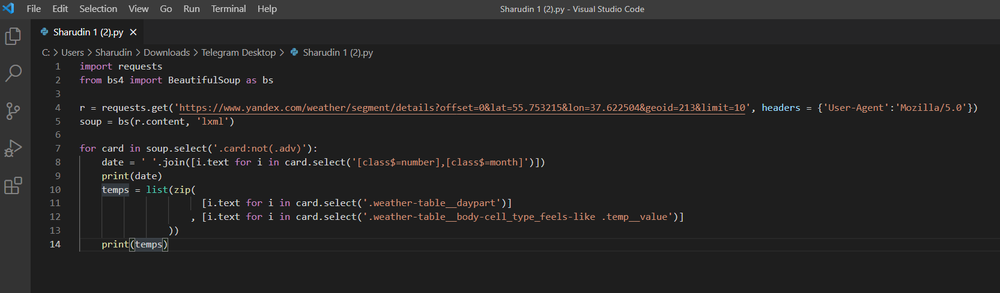 File Edit Selection View Go Run Terminal Help Sharudin 1 (2).py - Visual Studio Code
Sharudin 1 (2).py ×
C: > Users > Sharudin > Downloads > Telegram Desktop > Sharudin 1 (2).py
1 import requests
2 from bs4 import BeautifulSoup as bs
3
4 r = requests.get('https://www.yandex.com/weather/segment/details?offset=0&lat=55.753215&lon=37.622504&geoid=213&limit=10', headers = {'User-Agent':'Mozilla/5.0'})
5 soup = bs(r.content, 'lxml')
6
7 for card in soup.select('.card:not(.adv)'):
8     date = ' '.join([i.text for i in card.select('[class$=number],[class$=month]')])
9     print(date)
10     temps = list(zip(
11                       [i.text for i in card.select('.weather-table__daypart')]
12                     , [i.text for i in card.select('.weather-table__body-cell_type_feels-like .temp__value')]
13                 ))
14     print(temps)